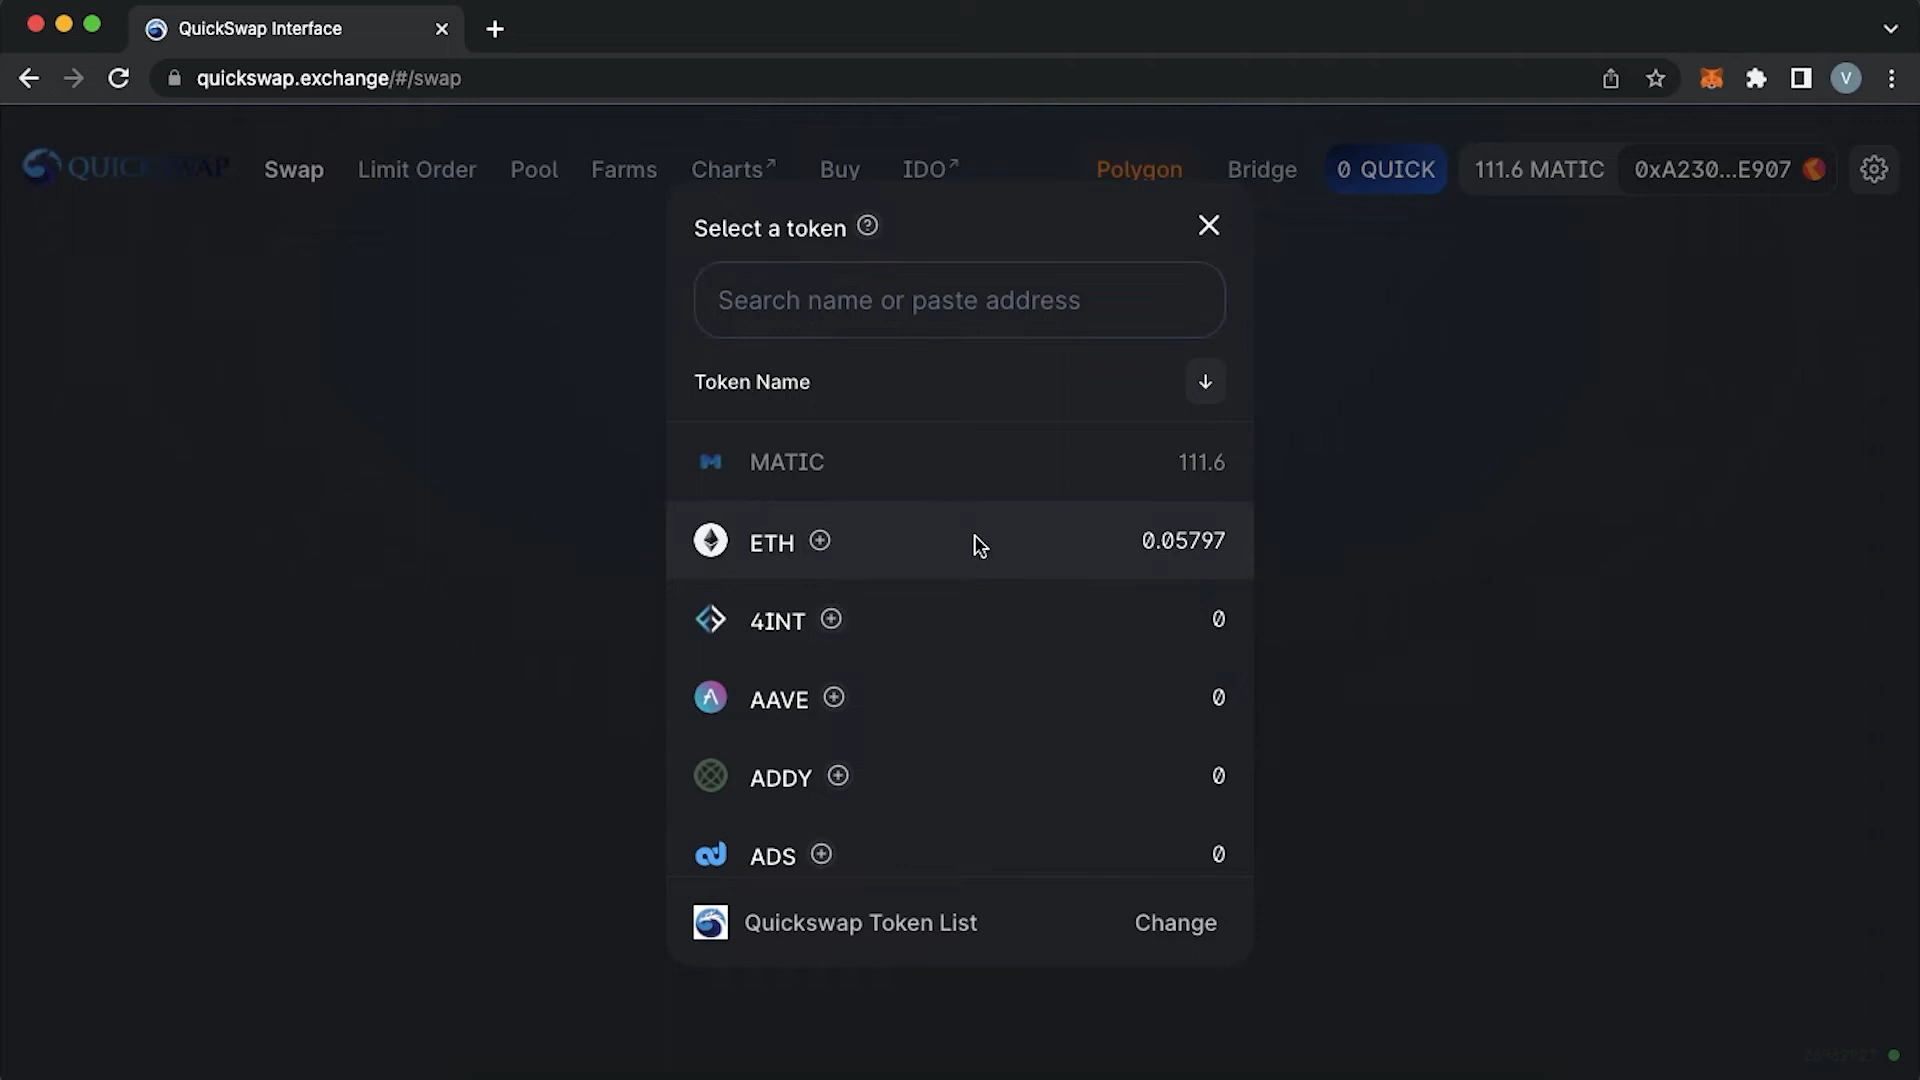 QuickSwap Interface
quickswap.exchange/#/swap
V
QUICKSWAP Swap Limit Order Pool Farms Charts↗ Buy IDO↗ Polygon Bridge 0 QUICK 111.6 MATIC 0xA230...E907
Select a token ?
Search name or paste address
Token Name
MATIC 111.6
ETH 0.05797
4INT 0
AAVE 0
ADDY 0
ADS 0
Quickswap Token List Change